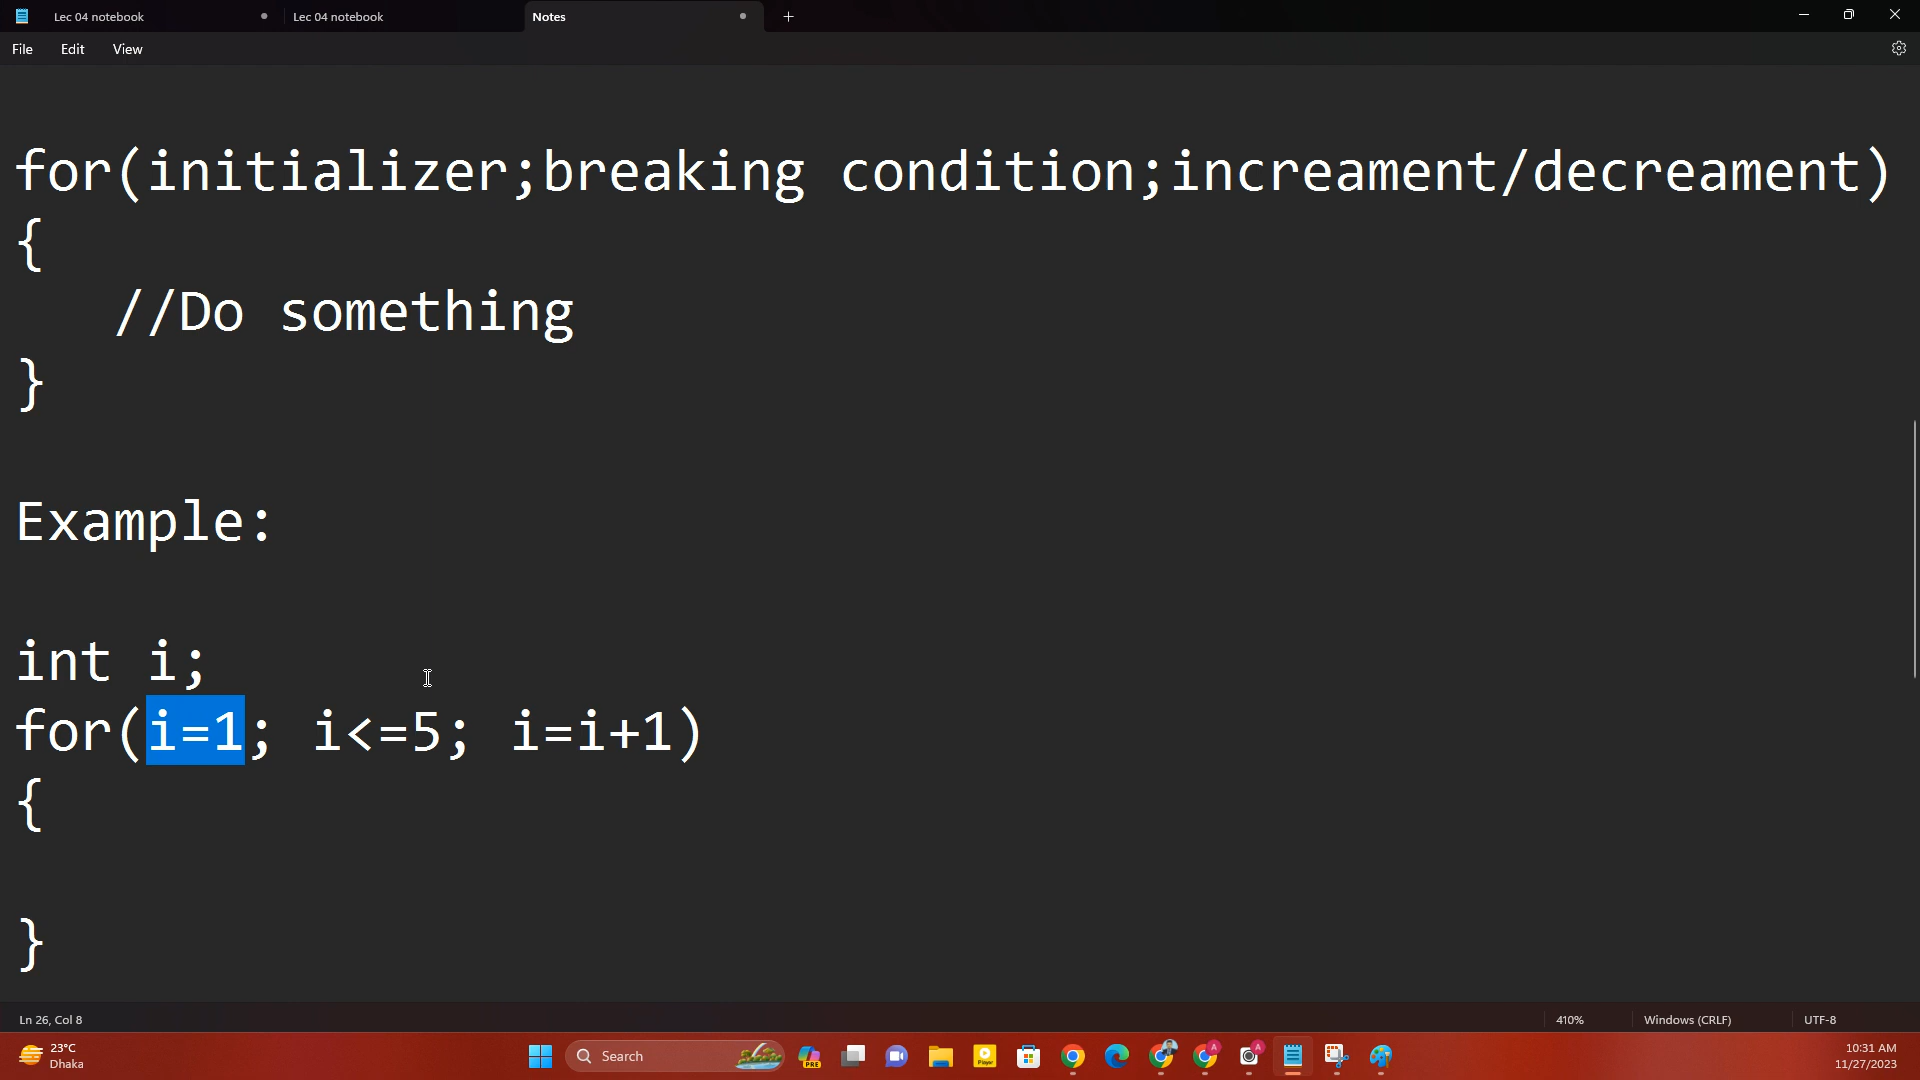 Lec 04 notebook
Lec 04 notebook
Notes
File Edit View
for(initializer;breaking condition;increament/decreament)
{
//Do something
}
Example:
int i;
for(i=1; i<=5; i=i+1)
{
}
Ln 26, Col 8
410%
Windows (CRLF)
UTF-8
23°C
Dhaka
Search
PRE
Player
A
A
10:31 AM
11/27/2023